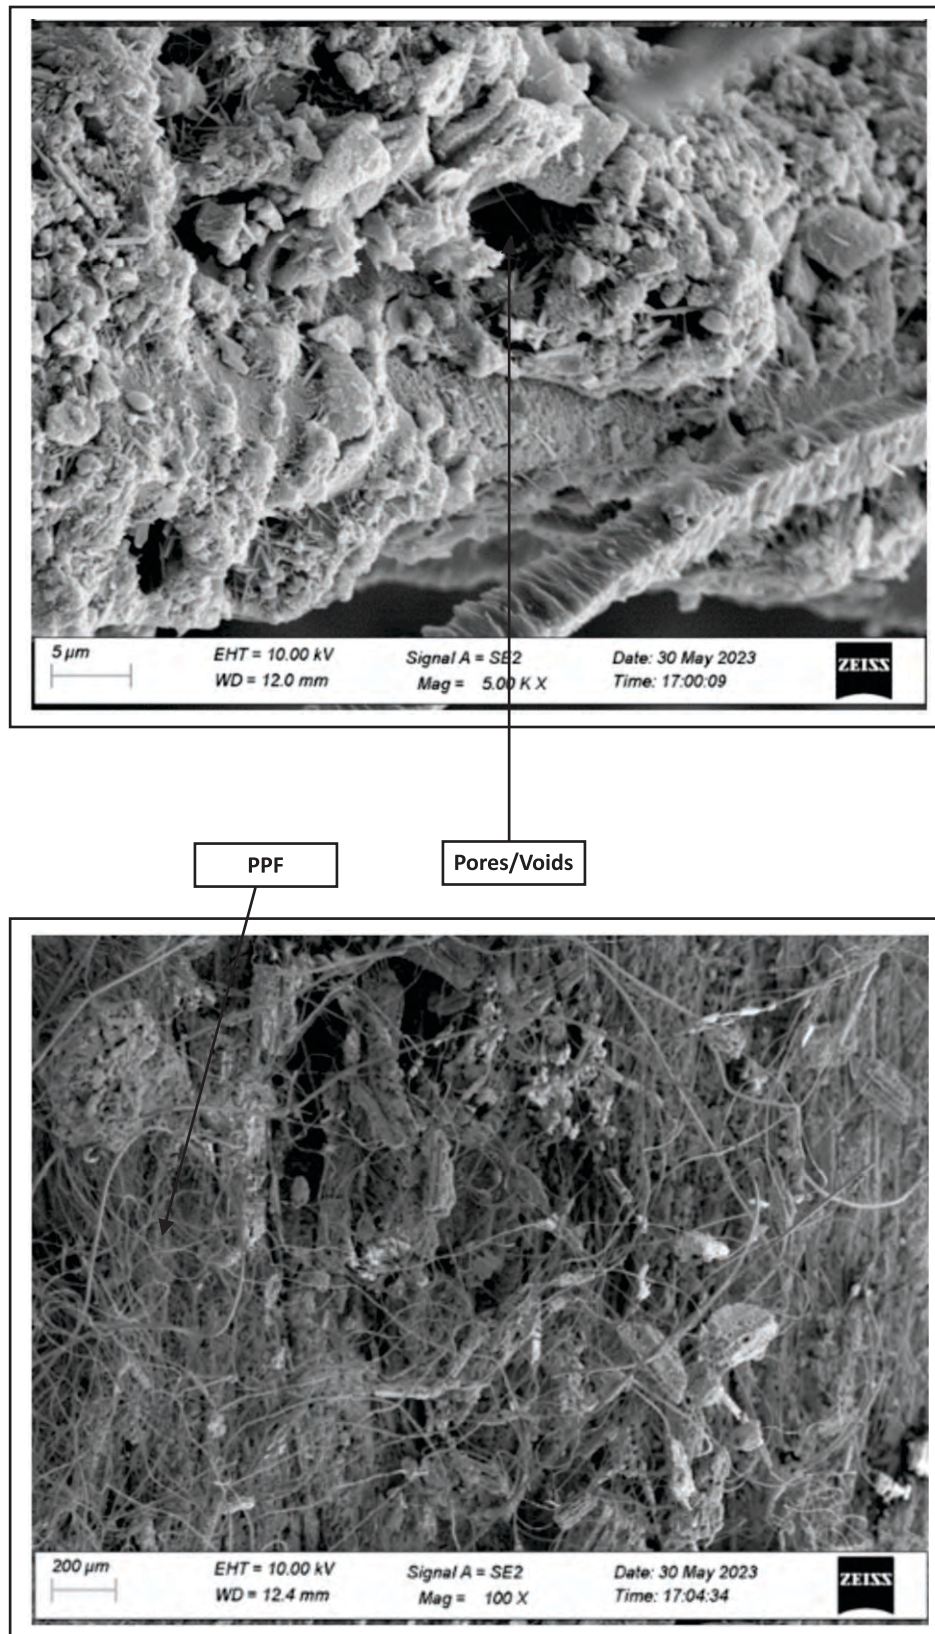 5 µm
EHT = 10.00 kV
Signal A = SE2
Date: 30 May 2023
WD = 12.0 mm
Mag = 5.00 K X
Time: 17:00:09
ZEISS
PPF
Pores/Voids
200 µm
EHT = 10.00 kV
Signal A = SE2
Date: 30 May 2023
WD = 12.4 mm
Mag = 100 X
Time: 17:04:34
ZEISS